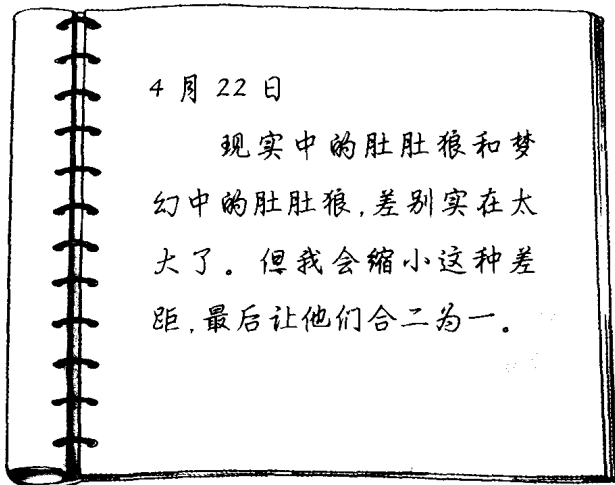 4月22日
现实中的肚肚狼和梦
幻中的肚肚狼,差别实在太
大了。但我会缩小这种差
距,最后让他们合二为一。